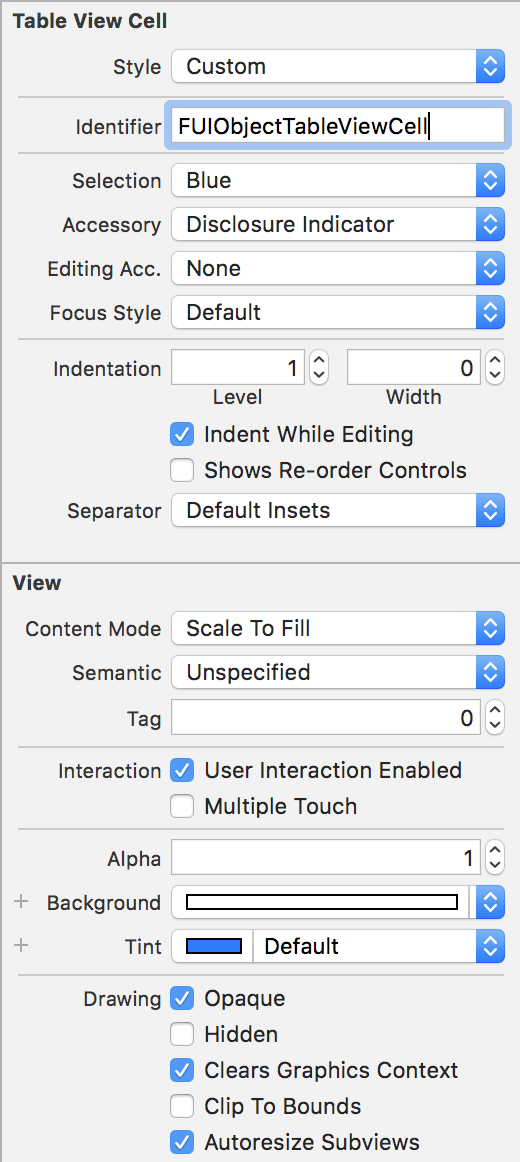 Table View Cell
Style Custom
Identifier FUIObjectTableViewCell
Selection Blue
Accessory Disclosure Indicator
Editing Acc. None
Focus Style Default
Indentation 1 0
Level Width
Indent While Editing
Shows Re-order Controls
Separator Default Insets
View
Content Mode Scale To Fill
Semantic Unspecified
Tag 0
Interaction User Interaction Enabled
Multiple Touch
Alpha 1
+ Background
+ Tint Default
Drawing Opaque
Hidden
Clears Graphics Context
Clip To Bounds
Autoresize Subviews